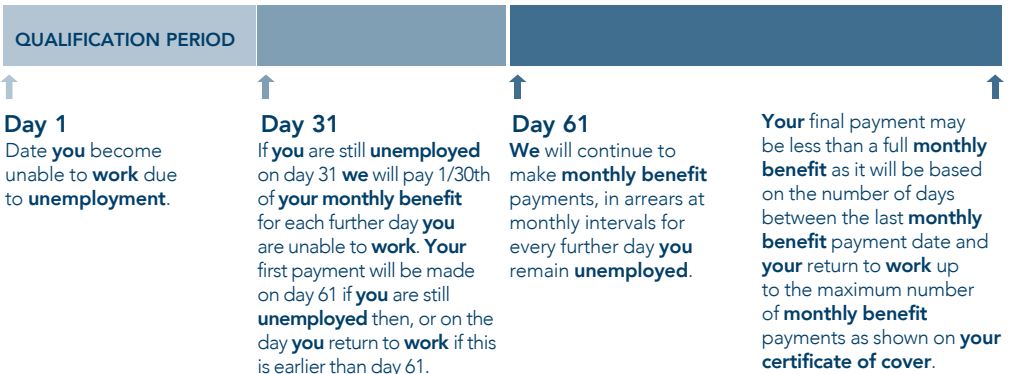 QUALIFICATION PERIOD
Day 1
Date you become
unable to work due
to unemployment.
Day 31
If you are still unemployed
on day 31 we will pay 1/30th
of your monthly benefit
for each further day you
are unable to work. Your
first payment will be made
on day 61 if you are still
unemployed then, or on the
day you return to work if this
is earlier than day 61.
Day 61
We will continue to
make monthly benefit
payments, in arrears at
monthly intervals for
every further day you
remain unemployed.
Your final payment may
be less than a full monthly
benefit as it will be based
on the number of days
between the last monthly
benefit payment date and
your return to work up
to the maximum number
of monthly benefit
payments as shown on your
certificate of cover.